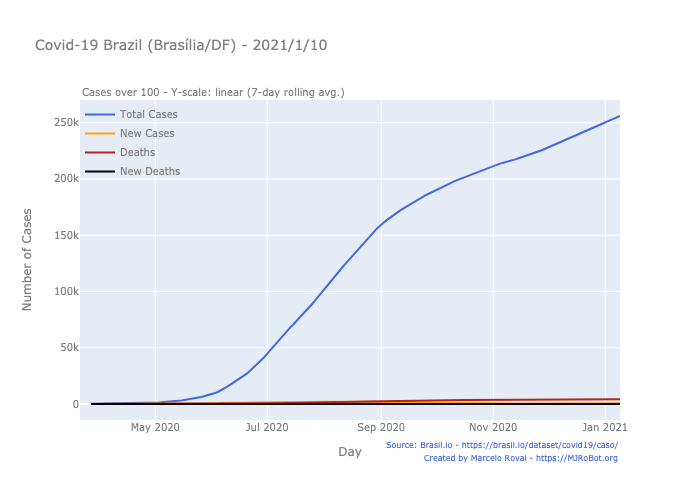 Covid-19 Brazil (Brasília/DF) - 2021/1/10
Cases over 100 - Y-scale: linear (7-day rolling avg.)
Total Cases
New Cases
Deaths
New Deaths
250k
200k
150k
100k
50k
0
Number of Cases
May 2020
Jul 2020
Sep 2020
Nov 2020
Jan 2021
Day
Source: Brasil.io - https://brasil.io/dataset/covid19/caso/
Created by Marcelo Rovai - https://MJRoBot.org